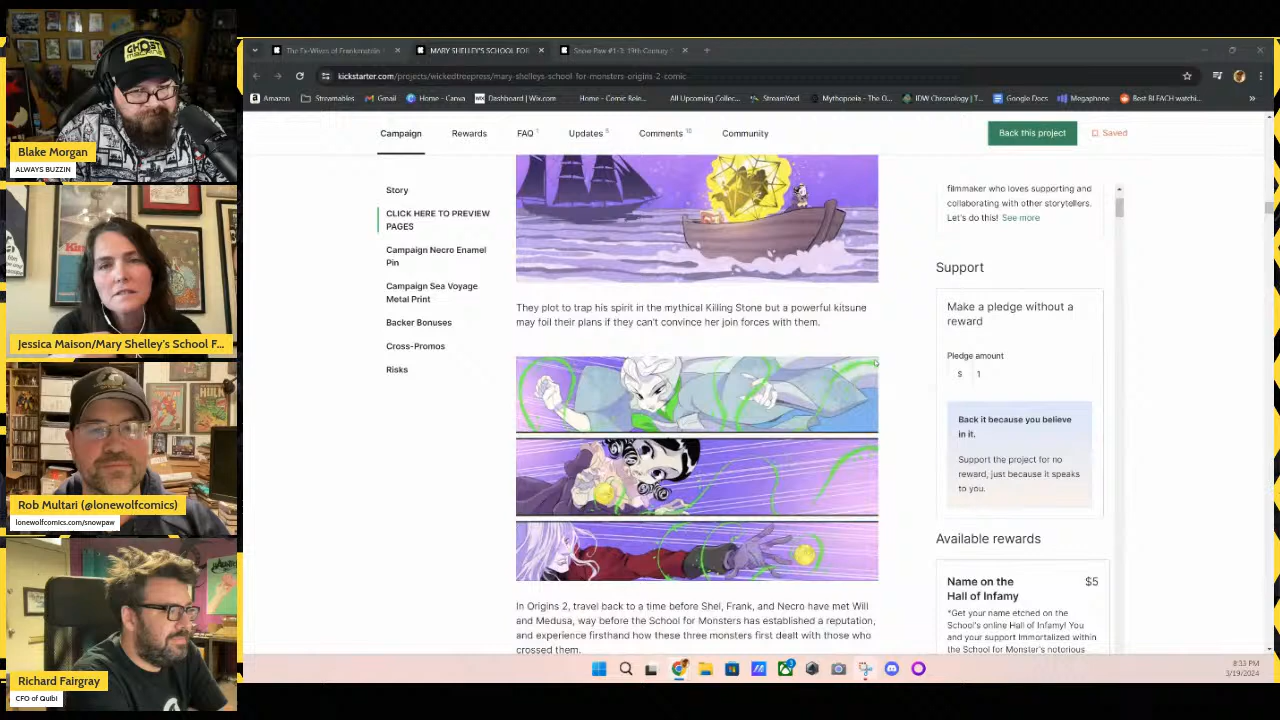 GHOST MACHINE
Blake Morgan
ALWAYS BUZZIN
Jessica Maison/Mary Shelley's School F...
Rob Multari (@lonewolfcomics)
lonewolfcomics.com/snowpaw
Richard Fairgray
CFO of Quibi
The Ex-Wives of Frankenstein
MARY SHELLEY'S SCHOOL FOR
Snow Paw #1-3: 19th Century
kickstarter.com/projects/wickedtreepress/mary-shelleys-school-for-monsters-origins-2-comic
Amazon
Streamables
Gmail
Home - Canva
Dashboard | Wix.com
Home - Comic Rele...
All Upcoming Collec...
StreamYard
Mythopoeia - The O...
IDW Chronology | T...
Google Docs
Megaphone
Best BLEACH watchi...
Campaign
Rewards
FAQ 1
Updates 6
Comments 18
Community
Back this project
Saved
Story
CLICK HERE TO PREVIEW
PAGES
Campaign Necro Enamel
Pin
Campaign Sea Voyage
Metal Print
Backer Bonuses
Cross-Promos
Risks
They plot to trap his spirit in the mythical Killing Stone but a powerful kitsune
may foil their plans if they can't convince her join forces with them.
In Origins 2, travel back to a time before Shel, Frank, and Necro have met Will
and Medusa, way before the School for Monsters has established a reputation,
and experience firsthand how these three monsters first dealt with those who
crossed them.
filmmaker who loves supporting and
collaborating with other storytellers.
Let's do this! See more
Support
Make a pledge without a
reward
Pledge amount
$ 1
Back it because you believe
in it.
Support the project for no
reward, just because it speaks
to you.
Available rewards
Name on the
Hall of Infamy
$5
*Get your name etched on the
School's online Hall of Infamy! You
and your support Immortalized within
the School for Monster's notorious
8:33 PM
3/19/2024